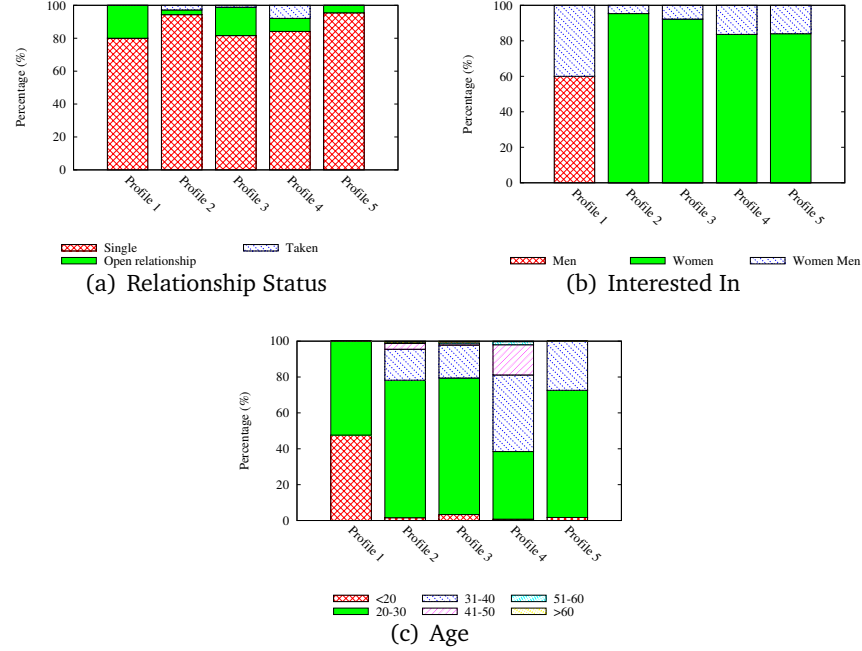 Percentage (%)
100
80
60
40
20
0
Profile 1
Profile 2
Profile 3
Profile 4
Profile 5
Single
Taken
Open relationship
(a) Relationship Status
Percentage (%)
100
80
60
40
20
0
Profile 1
Profile 2
Profile 3
Profile 4
Profile 5
Men
Women
Women Men
(b) Interested In
Percentage (%)
100
80
60
40
20
0
Profile 1
Profile 2
Profile 3
Profile 4
Profile 5
<20
31-40
51-60
20-30
41-50
>60
(c) Age